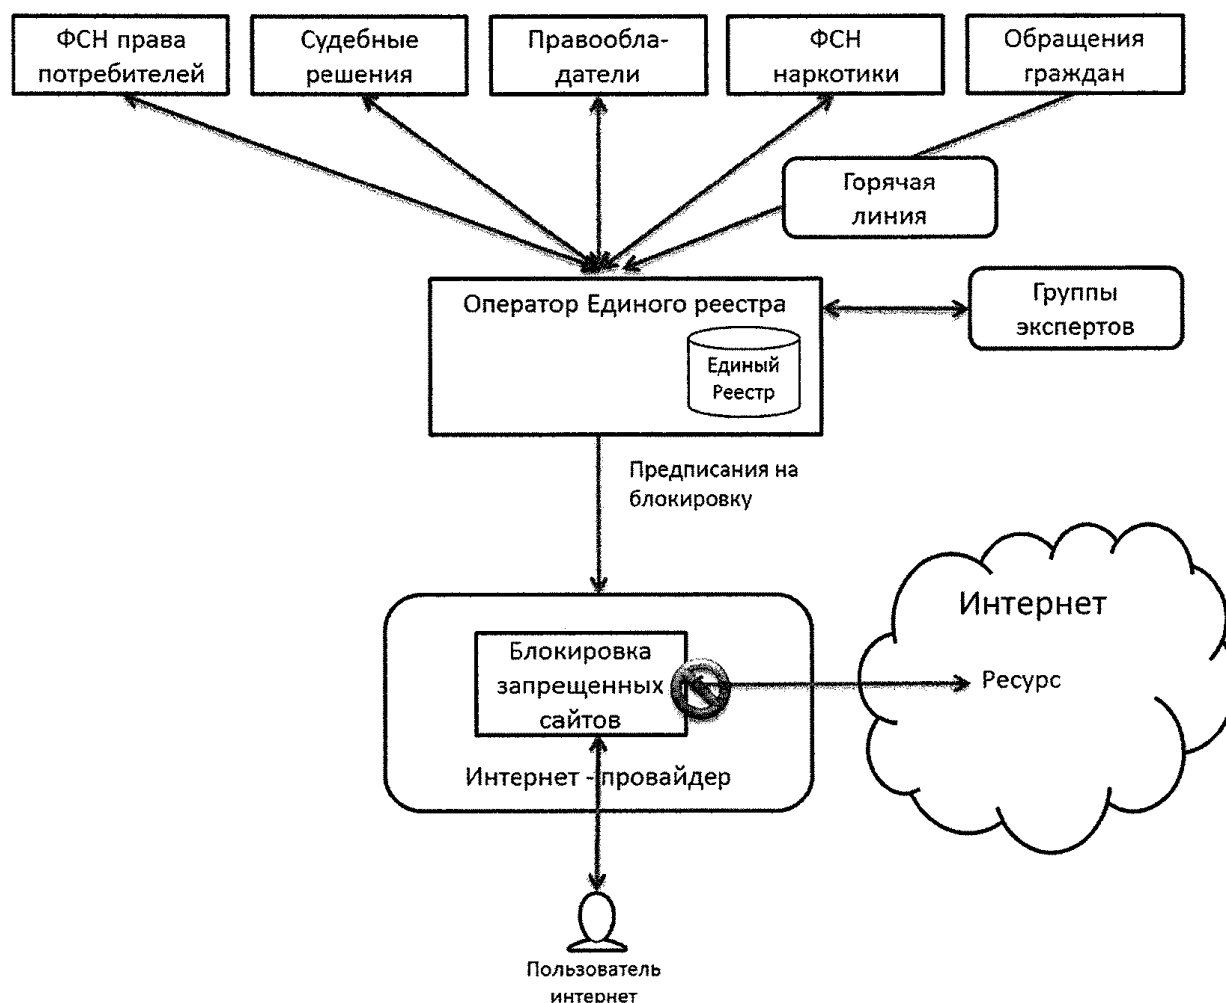 ФСН права
потребителей
Судебные
решения
Правообла-
датели
ФСН
наркотики
Обращения
граждан
Горячая
линия
Оператор Единого реестра
Группы
экспертов
Единый
Реестр
Предписания на
блокировку
Интернет
Блокировка
запрещенных
сайтов
Ресурс
Интернет - провайдер
Пользователь
интернет